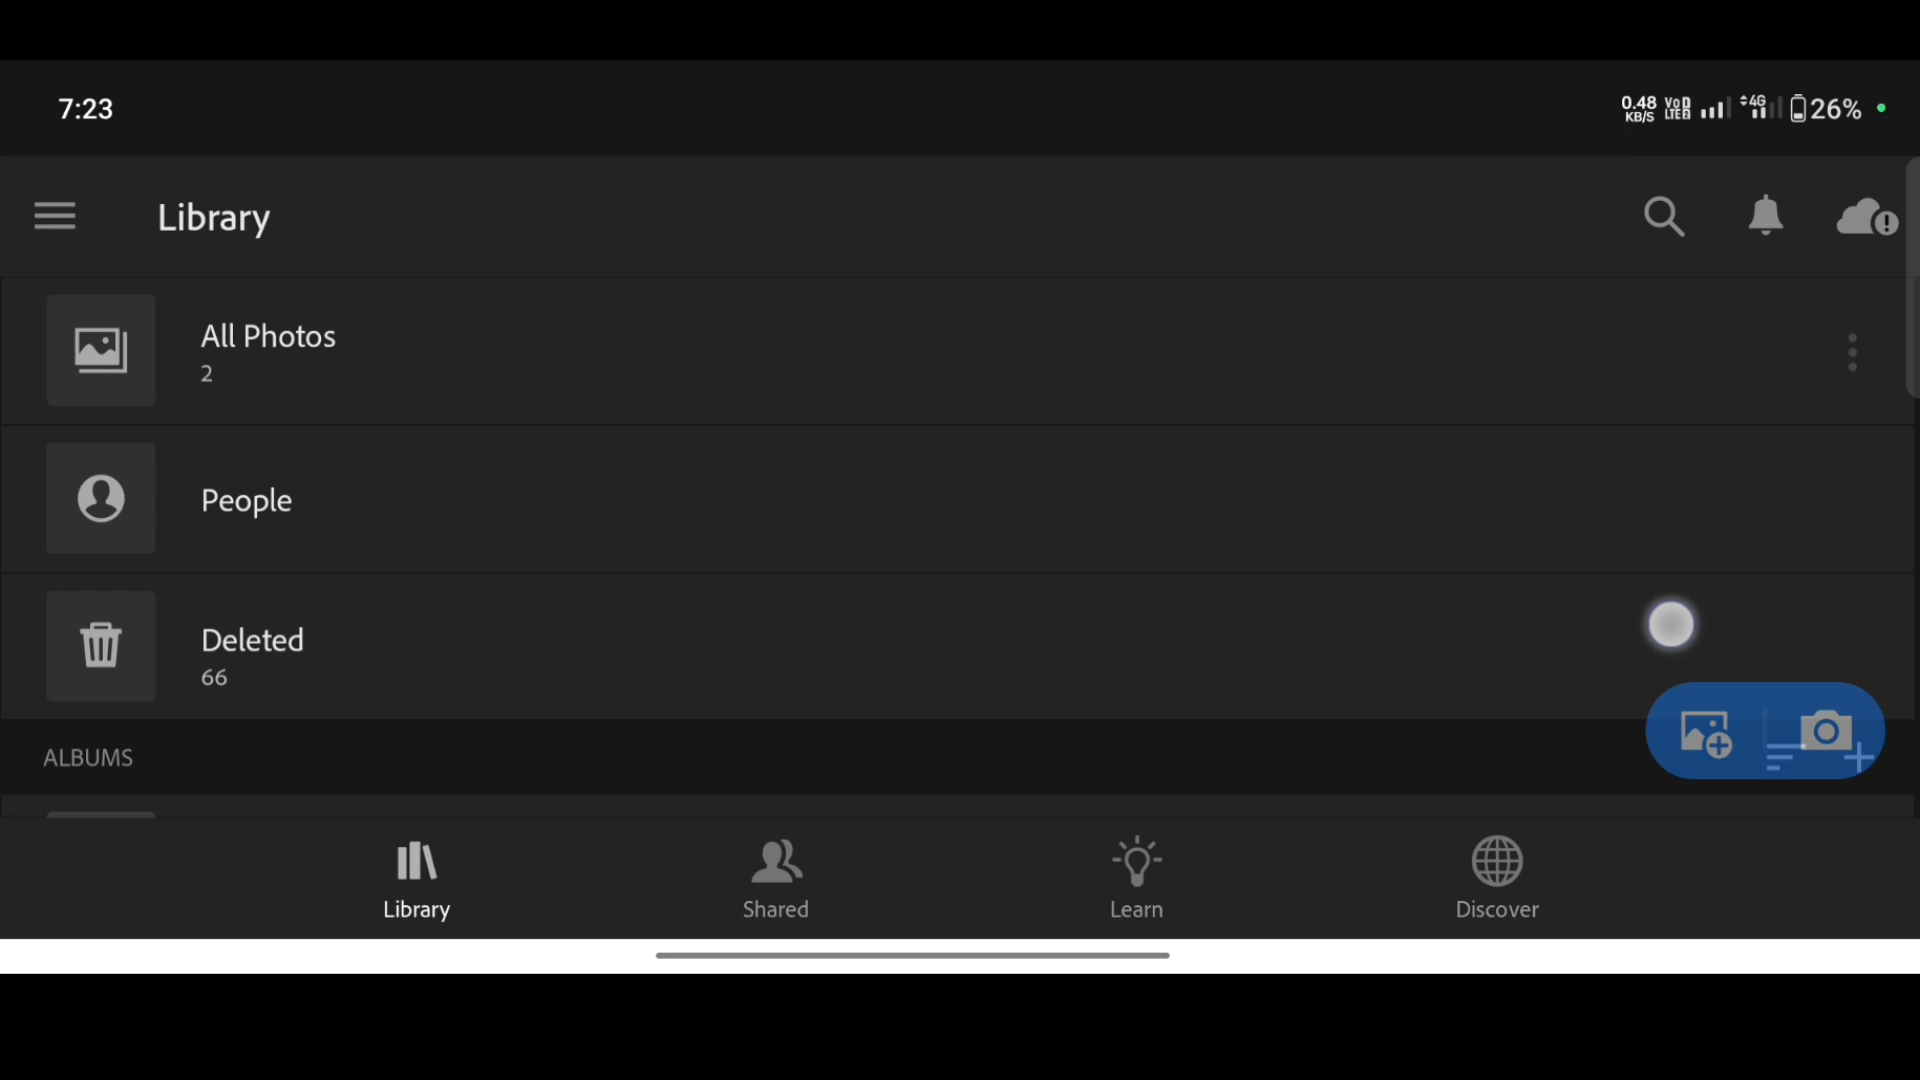 7:23
0.48 KB/S VoD LTE2 4G 26%
Library
All Photos
2
People
Deleted
66
ALBUMS
Library
Shared
Learn
Discover